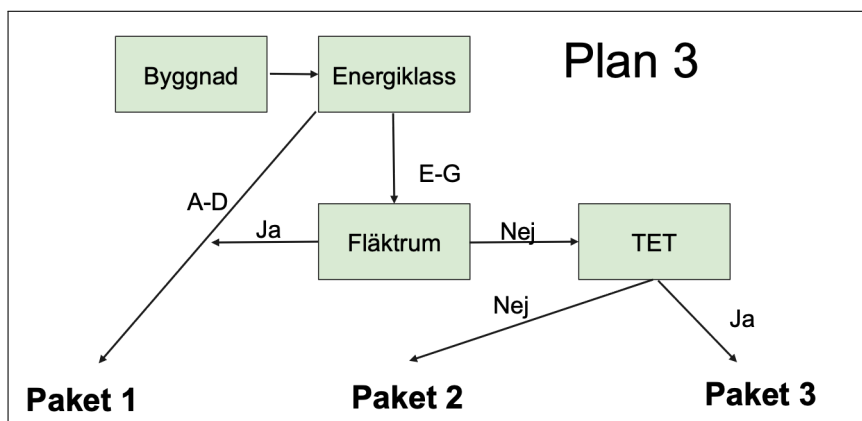 Plan 3
Byggnad
Energiklass
A-D
E-G
Ja
Fläktrum
Nej
TET
Nej
Ja
Paket 1
Paket 2
Paket 3